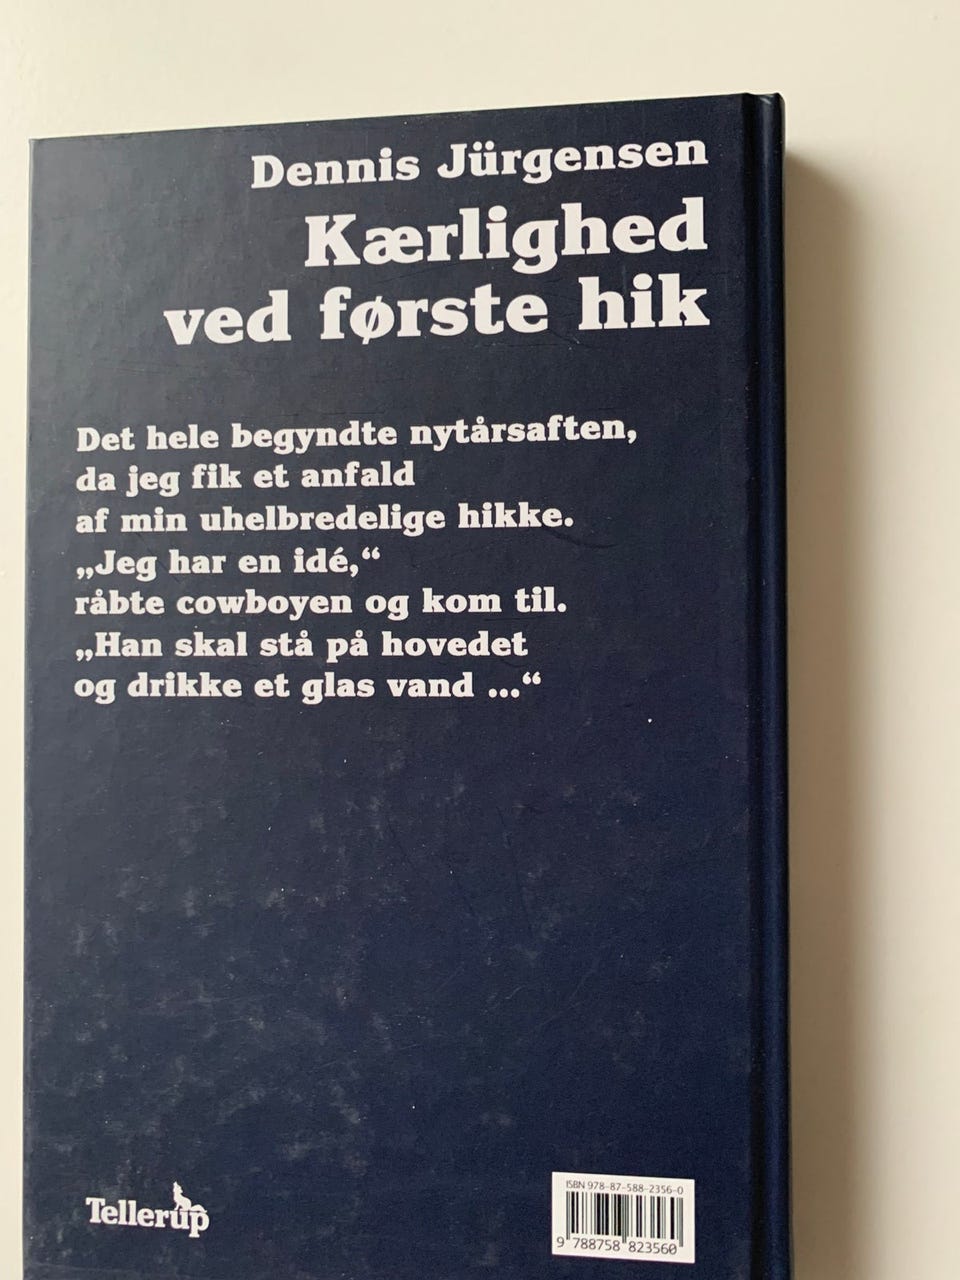 Dennis Jürgensen
Kærlighed
ved første hik
Det hele begyndte nytårsaften,
da jeg fik et anfald
af min uhelbredelige hikke.
„Jeg har en idé,“
råbte cowboyen og kom til.
„Han skal stå på hovedet
og drikke et glas vand ...“
Tellerup
ISBN 978-87-588-2356-0
9 788758 823560